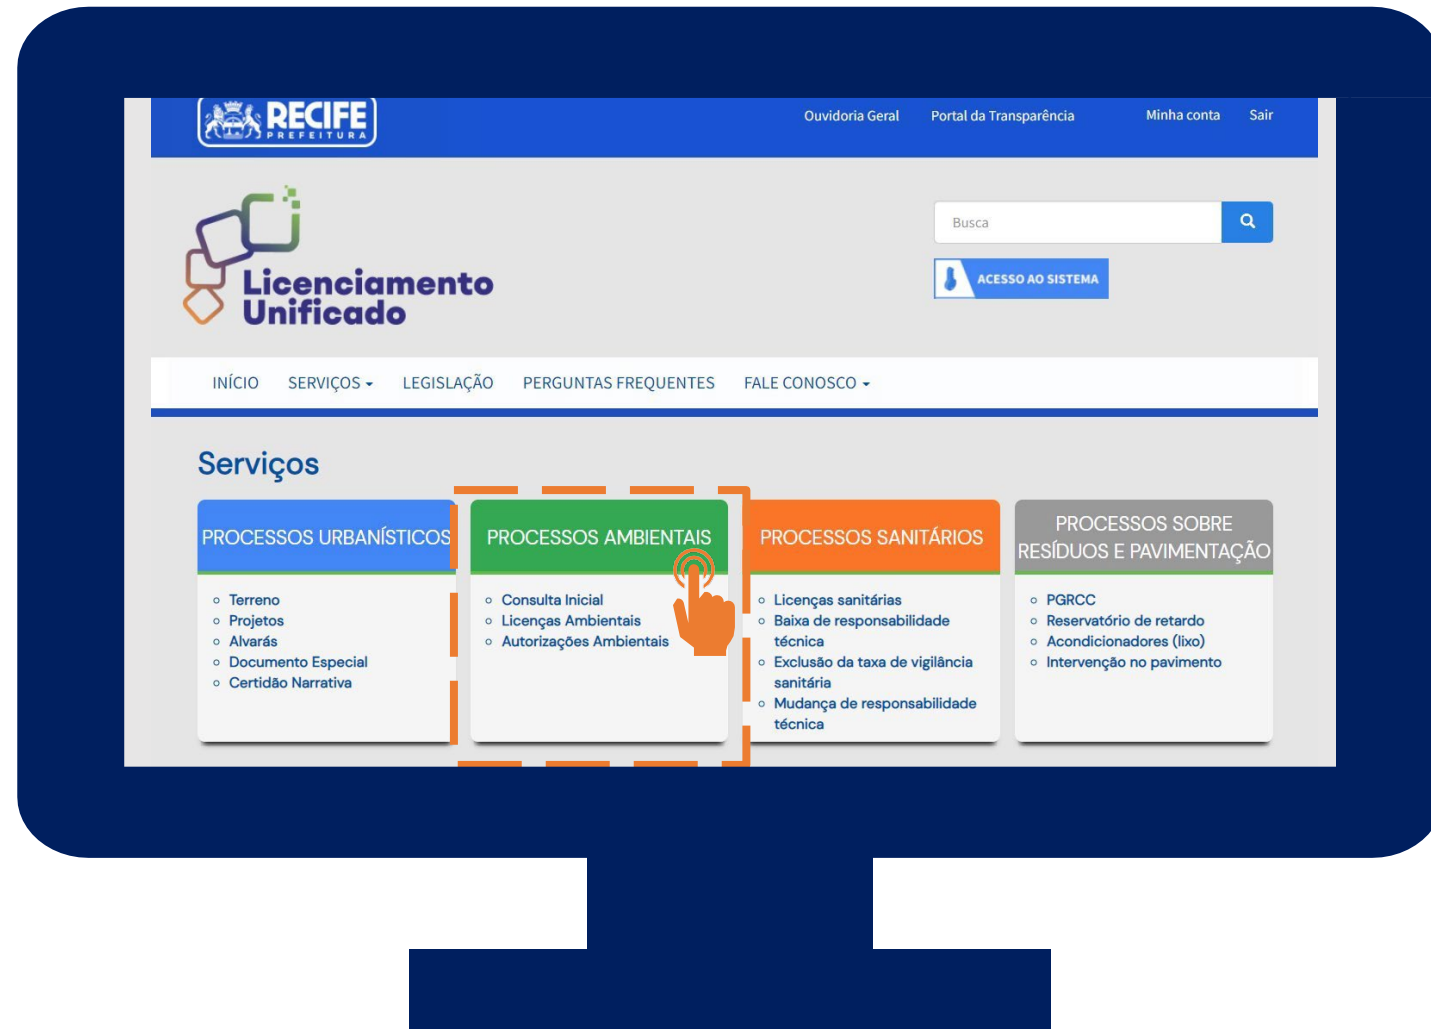 RECIFE
PREFEITURA
Ouvidoria Geral
Portal da Transparência
Minha conta
Sair
Licenciamento
Unificado
Busca
ACESSO AO SISTEMA
INÍCIO
SERVIÇOS
LEGISLAÇÃO
PERGUNTAS FREQUENTES
FALE CONOSCO
Serviços
PROCESSOS URBANÍSTICOS
Terreno
Projetos
Alvarás
Documento Especial
Certidão Narrativa
PROCESSOS AMBIENTAIS
Consulta Inicial
Licenças Ambientais
Autorizações Ambientais
PROCESSOS SANITÁRIOS
Licenças sanitárias
Baixa de responsabilidade
técnica
Exclusão da taxa de vigilância
sanitária
Mudança de responsabilidade
técnica
PROCESSOS SOBRE
RESÍDUOS E PAVIMENTAÇÃO
PGRCC
Reservatório de retardo
Acondicionadores (lixo)
Intervenção no pavimento